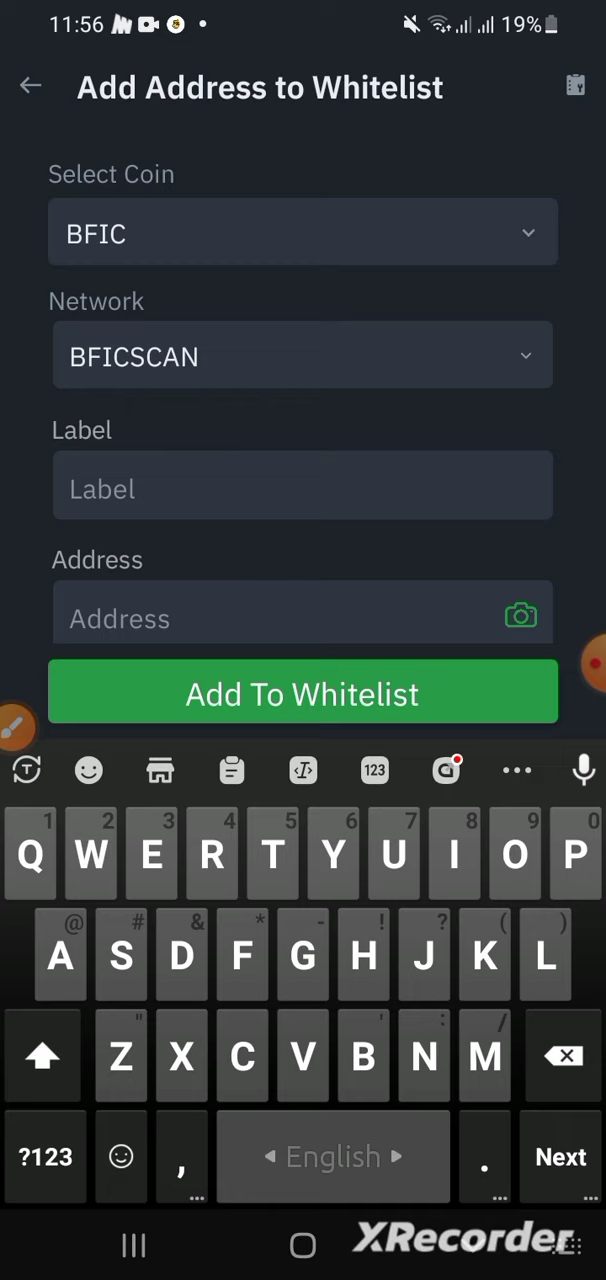 11:56 19%
Add Address to Whitelist
Select Coin
BFIC
Network
BFICSCAN
Label
Label
Address
Address
Add To Whitelist
123
1 2 3 4 5 6 7 8 9 0
Q W E R T Y U I O P
@ # & * - ! ? ( )
A S D F G H J K L
" ' : /
Z X C V B N M
?123 , English . Next
XRecorder